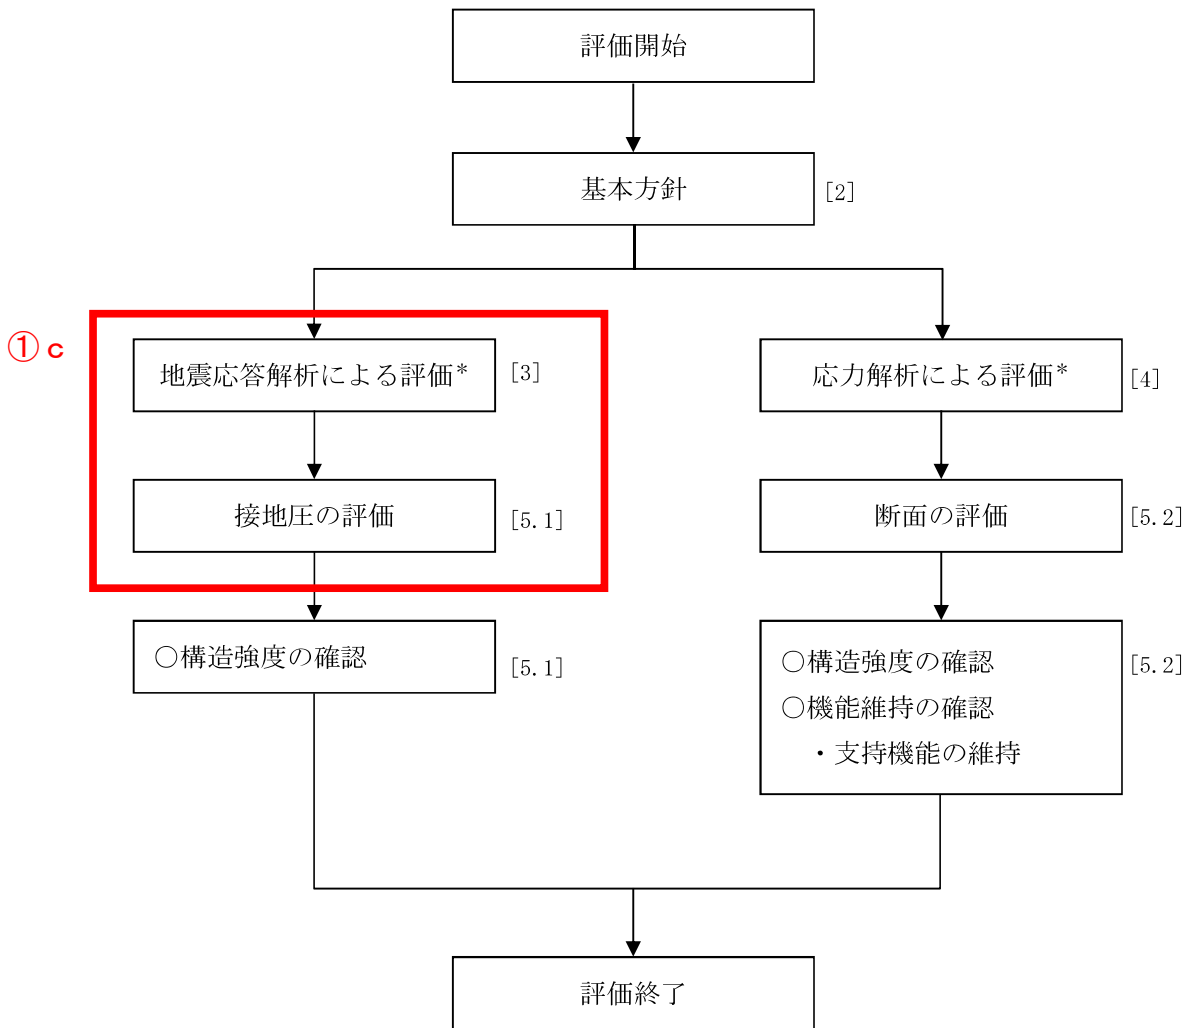 評価開始
基本方針
[2]
① c
地震応答解析による評価*
[3]
応力解析による評価*
[4]
接地圧の評価
[5.1]
断面の評価
[5.2]
○構造強度の確認
[5.1]
○構造強度の確認
○機能維持の確認
・支持機能の維持
[5.2]
評価終了